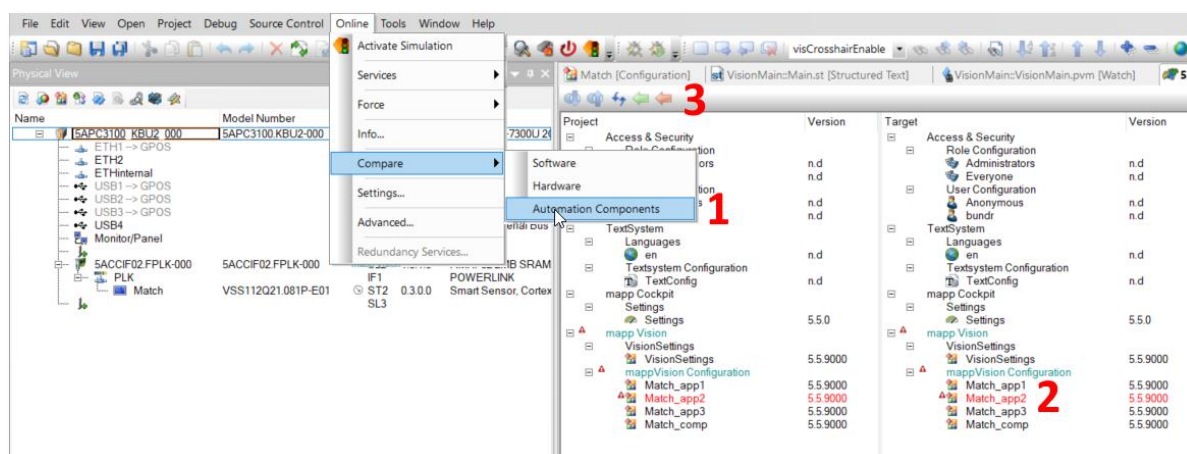 File Edit View Open Project Debug Source Control Online Tools Window Help
Activate Simulation
visCrosshairEnable
Physical View
Services
Match [Configuration] VisionMain::Main.st [Structured Text] VisionMain::VisionMain.pvm [Watch] 5
Force
3
Name Model Number
Project Version Target Version
5APC3100_KBU2_000 5APC3100.KBU2-000 Info... -7300U 2
Access & Security Access & Security
ETH1 -> GPOS
Role Configuration
ETH2 Compare Software
ors n.d Administrators n.d
ETHinternal
n.d Everyone n.d
USB1 -> GPOS Hardware
tion User Configuration
USB2 -> GPOS Settings...
s n.d Anonymous n.d
USB3 -> GPOS Automation Components 1
n.d bundr n.d
USB4 Advanced...
TextSystem TextSystem
Monitor/Panel
Languages Languages
Redundancy Services...
en n.d en n.d
5ACCIF02.FPLK-000 5ACCIF02.FPLK-000 SRAM
Textsystem Configuration Textsystem Configuration
PLK IF1 POWERLINK
TextConfig n.d TextConfig n.d
Match VSS112Q21.081P-E01 ST2 0.3.0.0 Smart Sensor, Cortex
mapp Cockpit mapp Cockpit
SL3
Settings Settings
Settings 5.5.0 Settings 5.5.0
mapp Vision mapp Vision
VisionSettings VisionSettings
VisionSettings 5.5.9000 VisionSettings 5.5.9000
mappVision Configuration mappVision Configuration
Match_app1 5.5.9000 Match_app1 5.5.9000
Match_app2 5.5.9000 Match_app2 2 5.5.9000
Match_app3 5.5.9000 Match_app3 5.5.9000
Match_comp 5.5.9000 Match_comp 5.5.9000